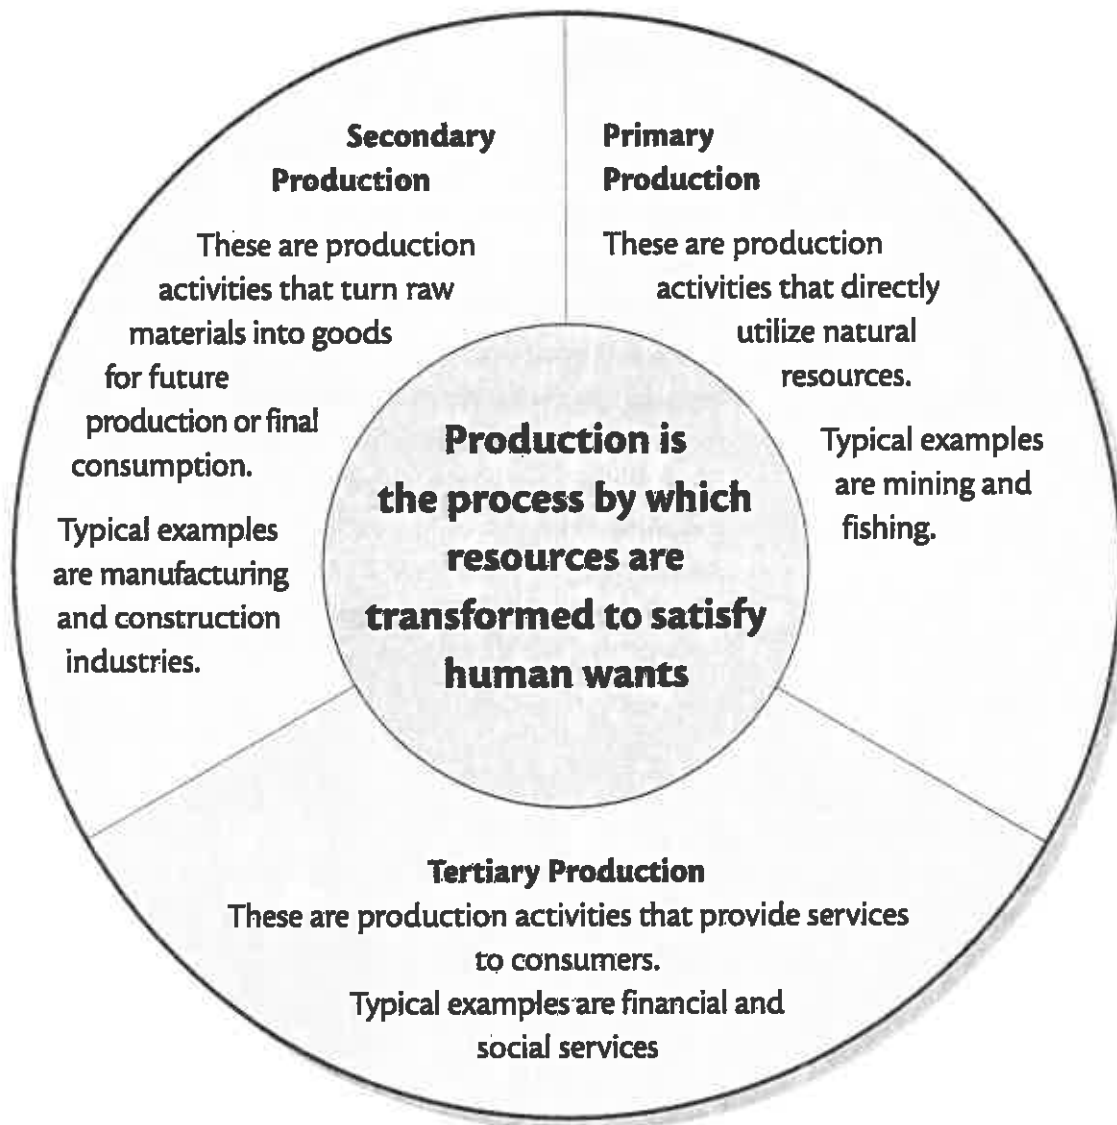 Secondary
Production
These are production
activities that turn raw
materials into goods
for future
production or final
consumption.
Typical examples
are manufacturing
and construction
industries.
Primary
Production
These are production
activities that directly
utilize natural
resources.
Typical examples
are mining and
fishing.
Production is
the process by which
resources are
transformed to satisfy
human wants
Tertiary Production
These are production activities that provide services
to consumers.
Typical examples are financial and
social services